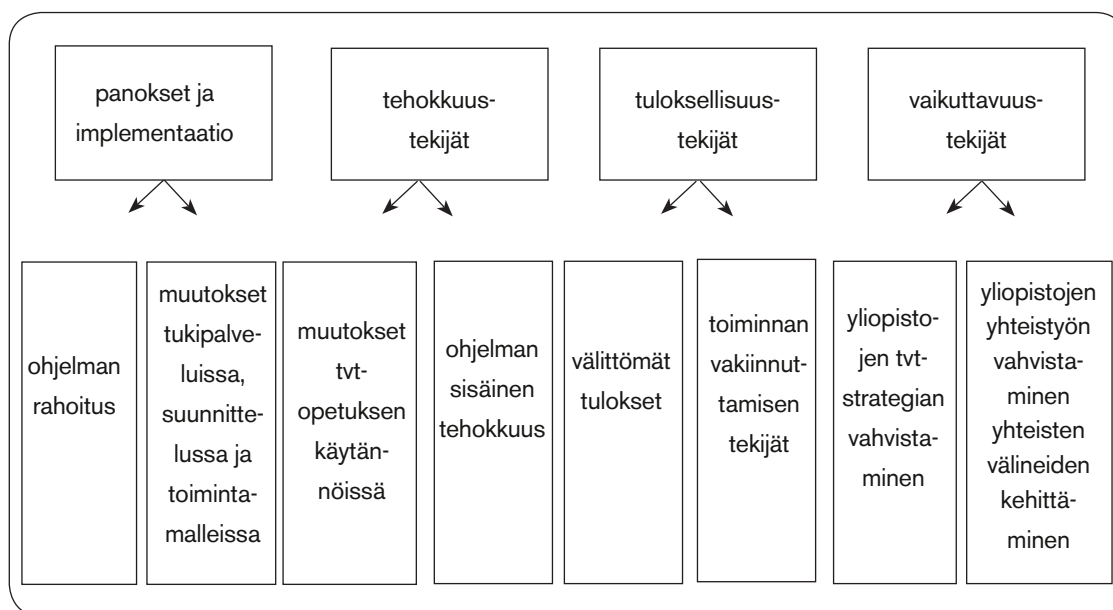 panokset ja
implementaatio
tehokkuus-
tekijät
tuloksellisuus-
tekijät
vaikuttavuus-
tekijät
ohjelman
rahoitus
muutokset
tukipalve-
luissa,
suunnitte-
lussa ja
toiminta-
malleissa
muutokset
tvt-
opetuksen
käytän-
nöissä
ohjelman
sisäinen
tehokkuus
välittömät
tulokset
toiminnan
vakiinnut-
tamisen
tekijät
yliopisto-
jen tvt-
strategian
vahvista-
minen
yliopistojen
yhteistyön
vahvista-
minen
yhteisten
välineiden
kehittä-
minen